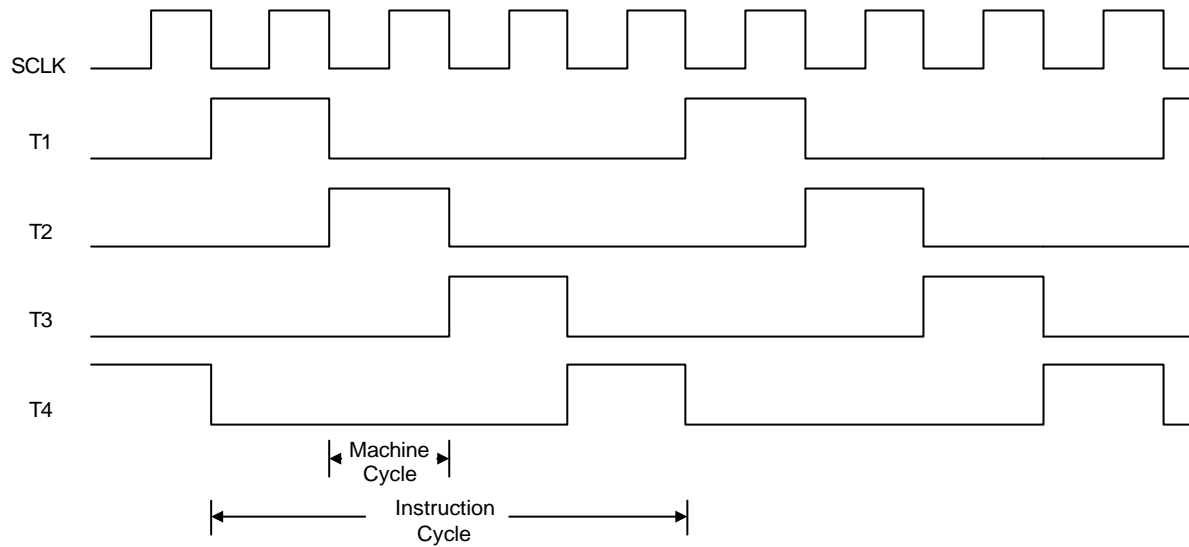 SCLK
T1
T2
T3
T4
Machine
Cycle
Instruction
Cycle